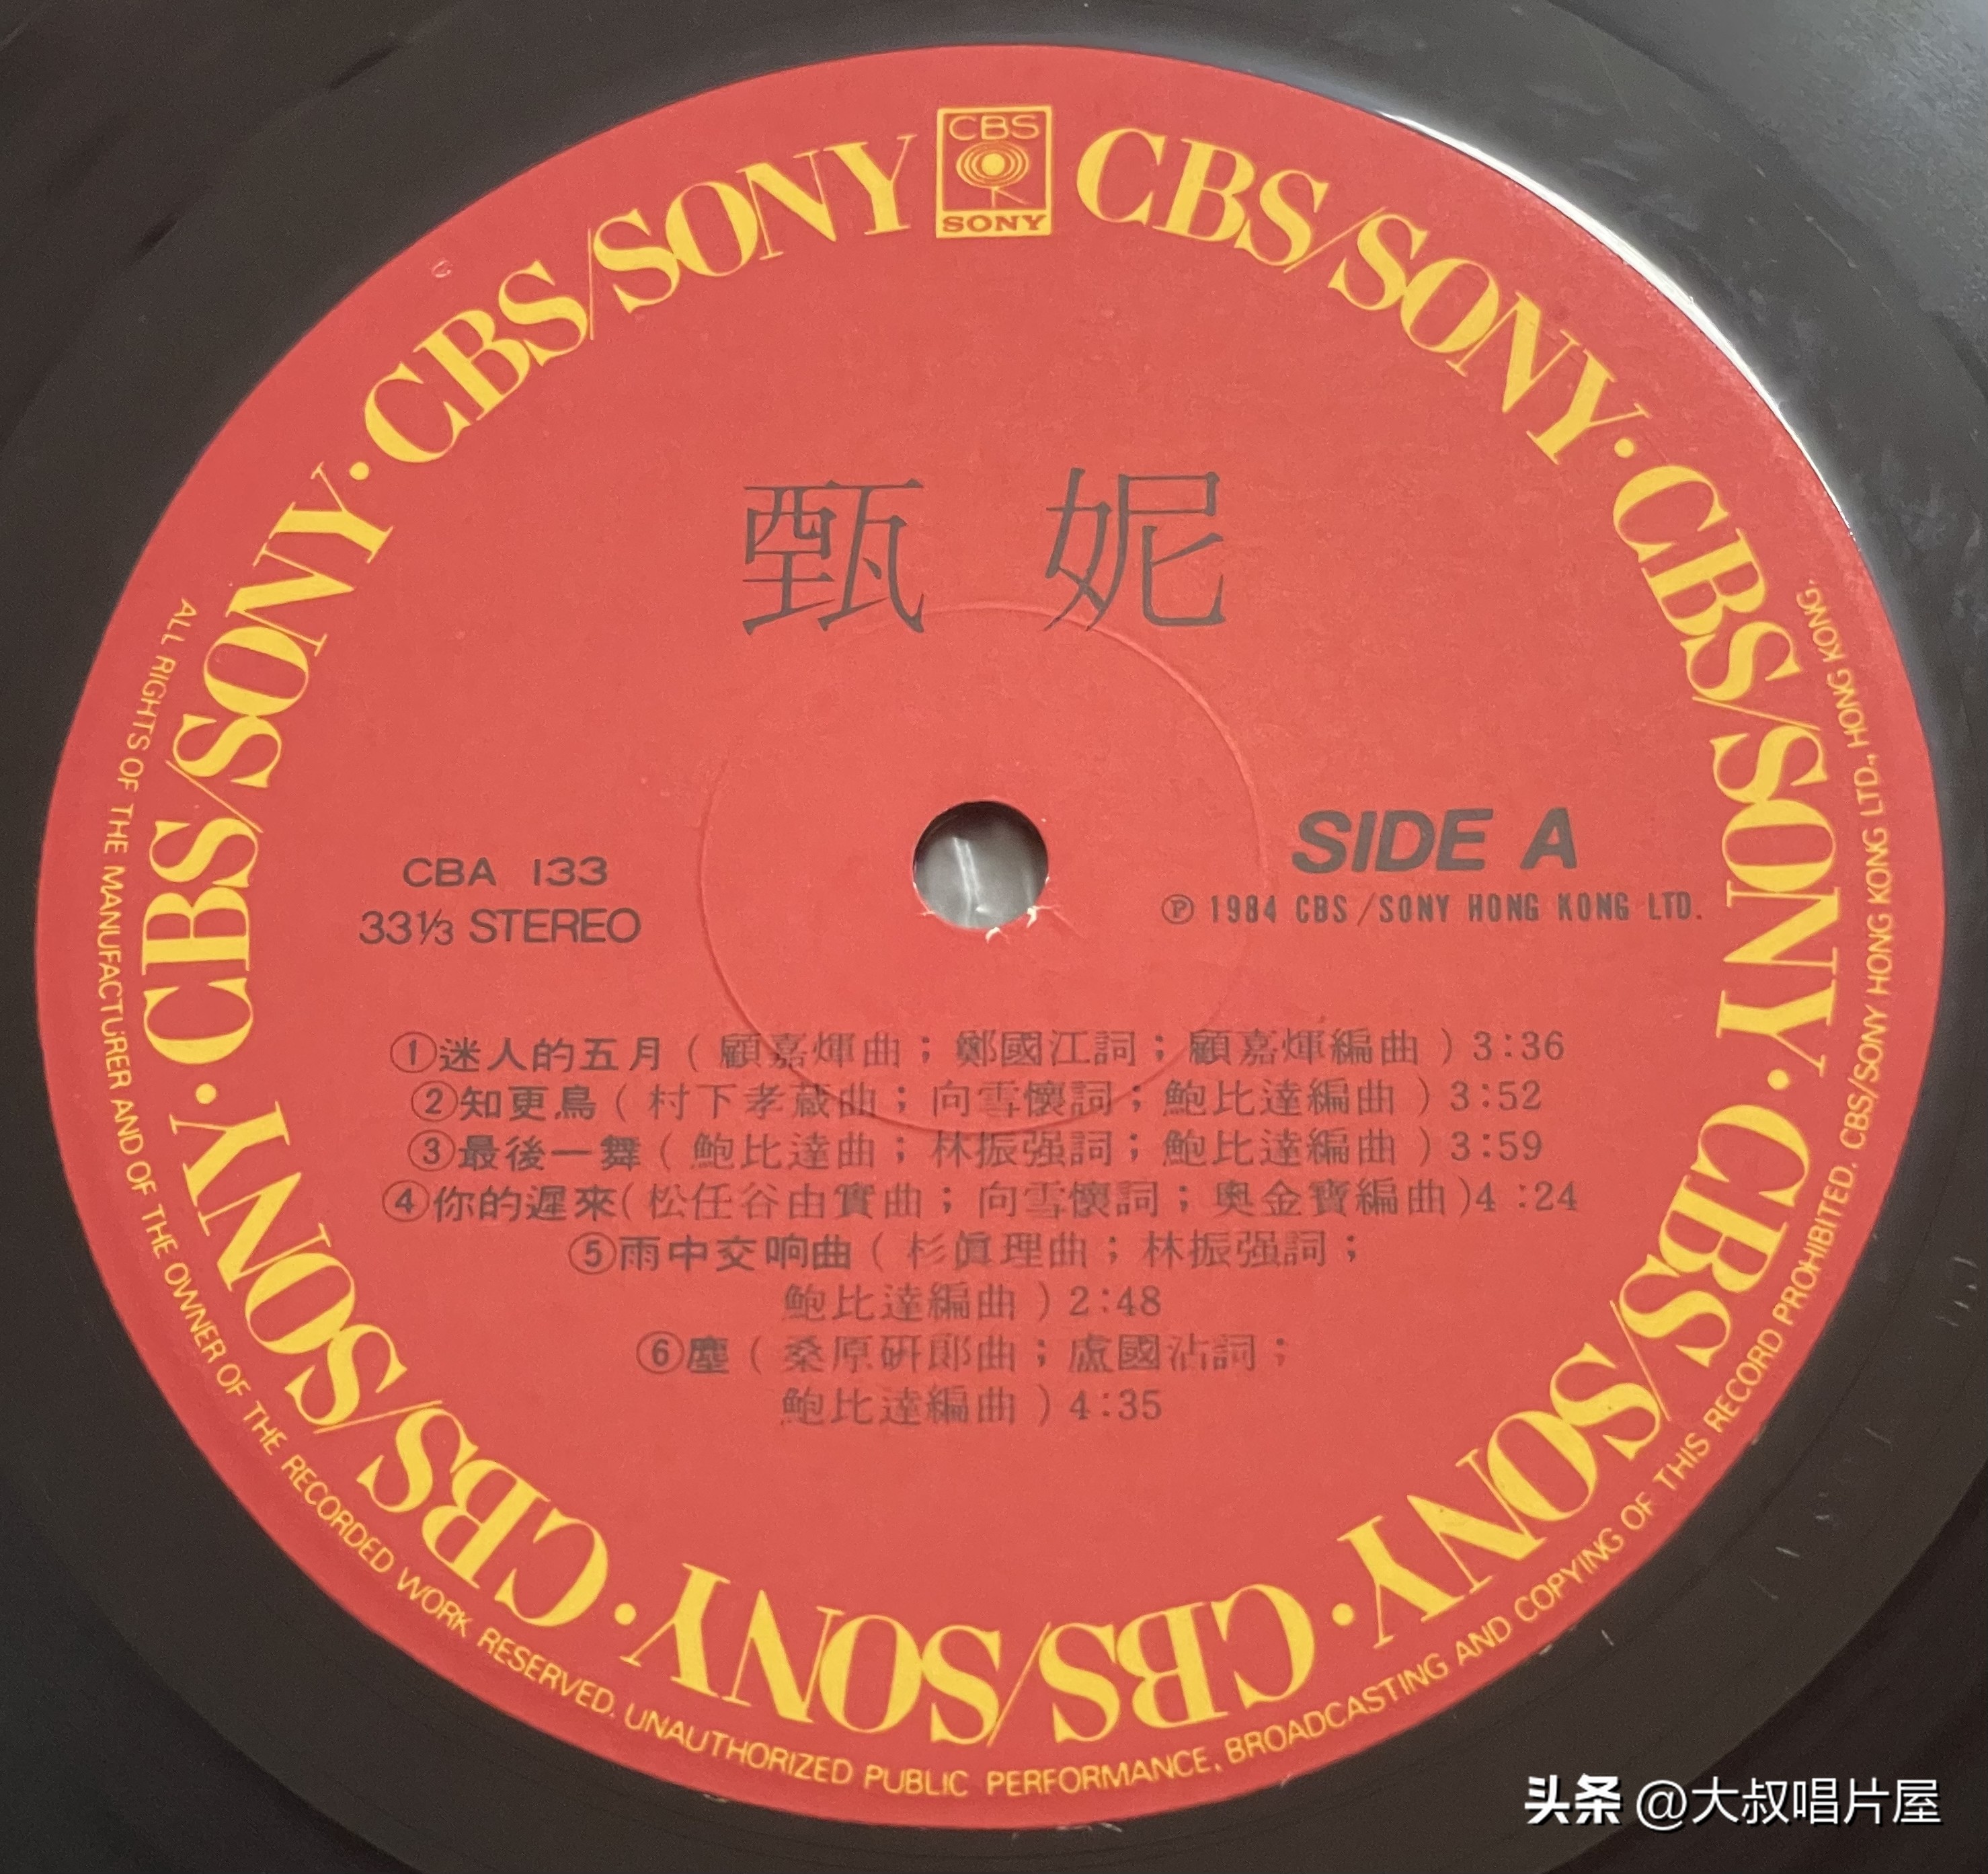 CBS
SONY
CBS/SONY · CBS/SONY · CBS/SONY · CBS/SONY · CBS/SONY · CBS/SONY · CBS/SONY
甄妮
CBA 133
33⅓ STEREO
SIDE A
Ⓟ 1984 CBS/SONY HONG KONG LTD.
①迷人的五月(顧嘉煇曲;鄭國江詞;顧嘉煇編曲)3:36
②知更鳥(村下孝蔵曲;向雪懷詞;鮑比達編曲)3:52
③最後一舞(鮑比達曲;林振强詞;鮑比達編曲)3:59
④你的遲來(松任谷由實曲;向雪懷詞;奥金寶編曲)4:24
⑤雨中交响曲(杉眞理曲;林振强詞;
鮑比達編曲)2:48
⑥塵(桑原研郎曲;盧國沾詞;
鮑比達編曲)4:35
ALL RIGHTS OF THE MANUFACTURER AND OF THE OWNER OF THE RECORDED WORK RESERVED. UNAUTHORIZED PUBLIC PERFORMANCE, BROADCASTING AND COPYING OF THIS RECORD PROHIBITED. CBS/SONY HONG KONG LTD., HONG KONG.
头条 @大叔唱片屋